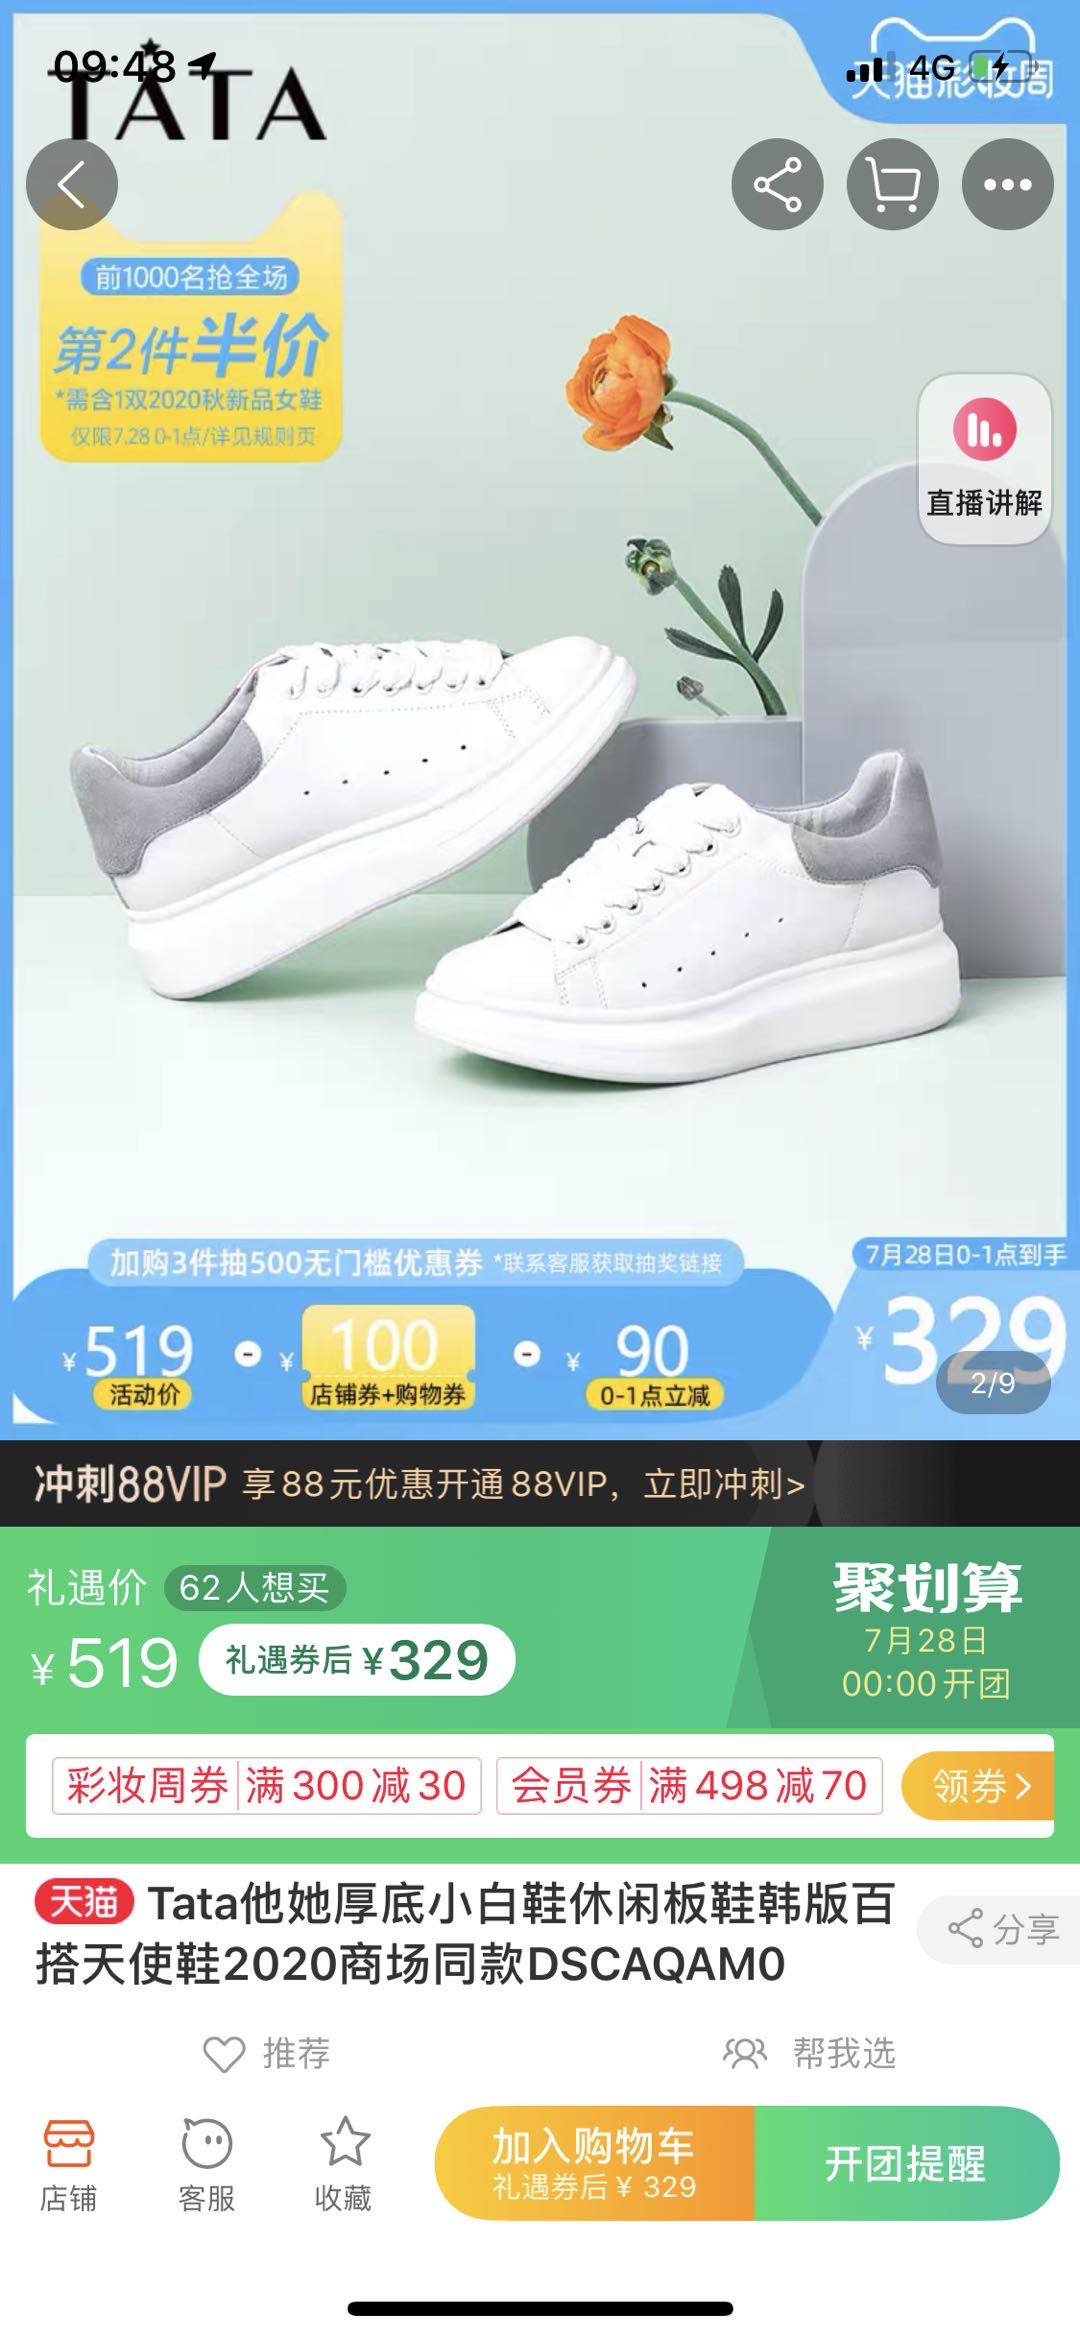 09:48
4G
TATA
天猫彩妆周
前1000名抢全场
第2件半价
*需含1双2020秋新品女鞋
仅限7.28 0-1点/详见规则页
直播讲解
加购3件抽500无门槛优惠券 *联系客服获取抽奖链接
7月28日0-1点到手
¥519 - ¥100 - ¥90 ¥329
活动价 店铺券+购物券 0-1点立减
2/9
冲刺88VIP 享88元优惠开通88VIP，立即冲刺>
礼遇价 62人想买
¥519 礼遇券后¥329
聚划算
7月28日
00:00开团
彩妆周券 满300减30 会员券 满498减70 领券>
天猫 Tata他她厚底小白鞋休闲板鞋韩版百
搭天使鞋2020商场同款DSCAQAM0
分享
推荐 帮我选
店铺 客服 收藏
加入购物车
礼遇券后¥ 329
开团提醒